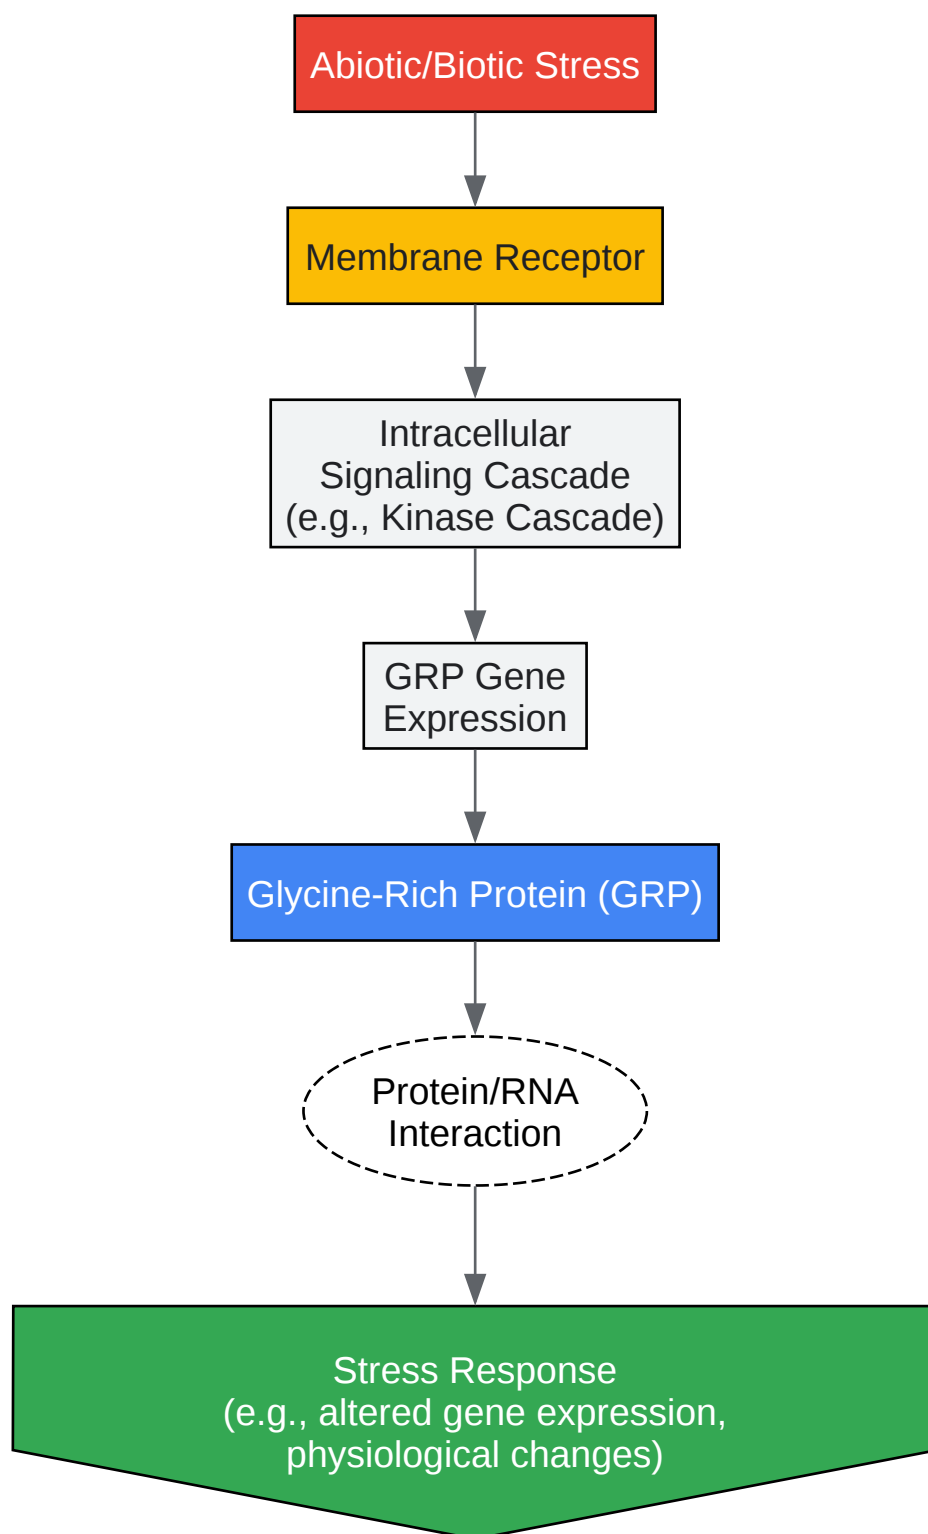 Abiotic/Biotic Stress
Membrane Receptor
Intracellular
Signaling Cascade
(e.g., Kinase Cascade)
GRP Gene
Expression
Glycine-Rich Protein (GRP)
Protein/RNA
Interaction
Stress Response
(e.g., altered gene expression,
physiological changes)